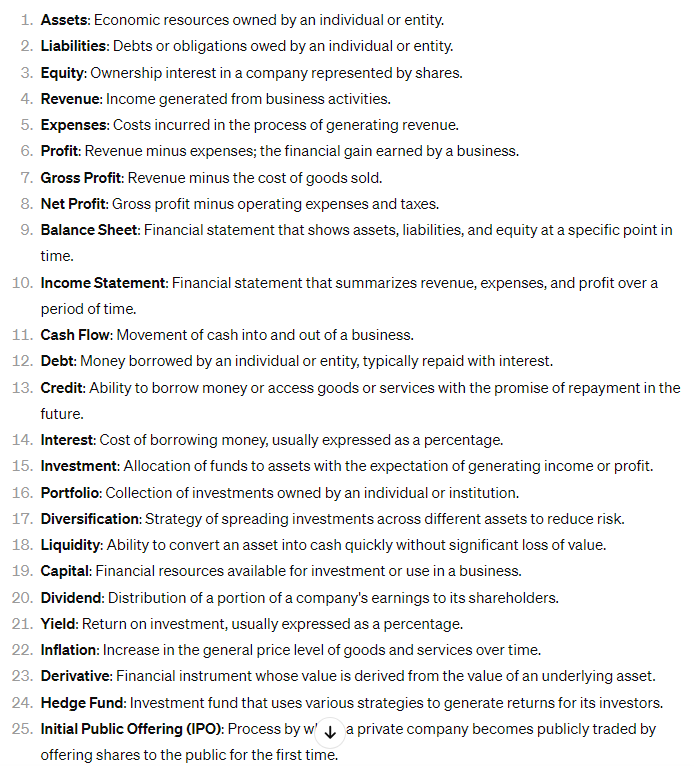 1. Assets: Economic resources owned by an individual or entity.
2. Liabilities: Debts or obligations owed by an individual or entity.
3. Equity: Ownership interest in a company represented by shares.
4. Revenue: Income generated from business activities.
5. Expenses: Costs incurred in the process of generating revenue.
6. Profit: Revenue minus expenses; the financial gain earned by a business.
7. Gross Profit: Revenue minus the cost of goods sold.
8. Net Profit: Gross profit minus operating expenses and taxes.
9. Balance Sheet: Financial statement that shows assets, liabilities, and equity at a specific point in
time.
10. Income Statement: Financial statement that summarizes revenue, expenses, and profit over a
period of time.
11. Cash Flow: Movement of cash into and out of a business.
12. Debt: Money borrowed by an individual or entity, typically repaid with interest.
13. Credit: Ability to borrow money or access goods or services with the promise of repayment in the
future.
14. Interest: Cost of borrowing money, usually expressed as a percentage.
15. Investment: Allocation of funds to assets with the expectation of generating income or profit.
16. Portfolio: Collection of investments owned by an individual or institution.
17. Diversification: Strategy of spreading investments across different assets to reduce risk.
18. Liquidity: Ability to convert an asset into cash quickly without significant loss of value.
19. Capital: Financial resources available for investment or use in a business.
20. Dividend: Distribution of a portion of a company's earnings to its shareholders.
21. Yield: Return on investment, usually expressed as a percentage.
22. Inflation: Increase in the general price level of goods and services over time.
23. Derivative: Financial instrument whose value is derived from the value of an underlying asset.
24. Hedge Fund: Investment fund that uses various strategies to generate returns for its investors.
25. Initial Public Offering (IPO): Process by a private company becomes publicly traded by
offering shares to the public for the first time.